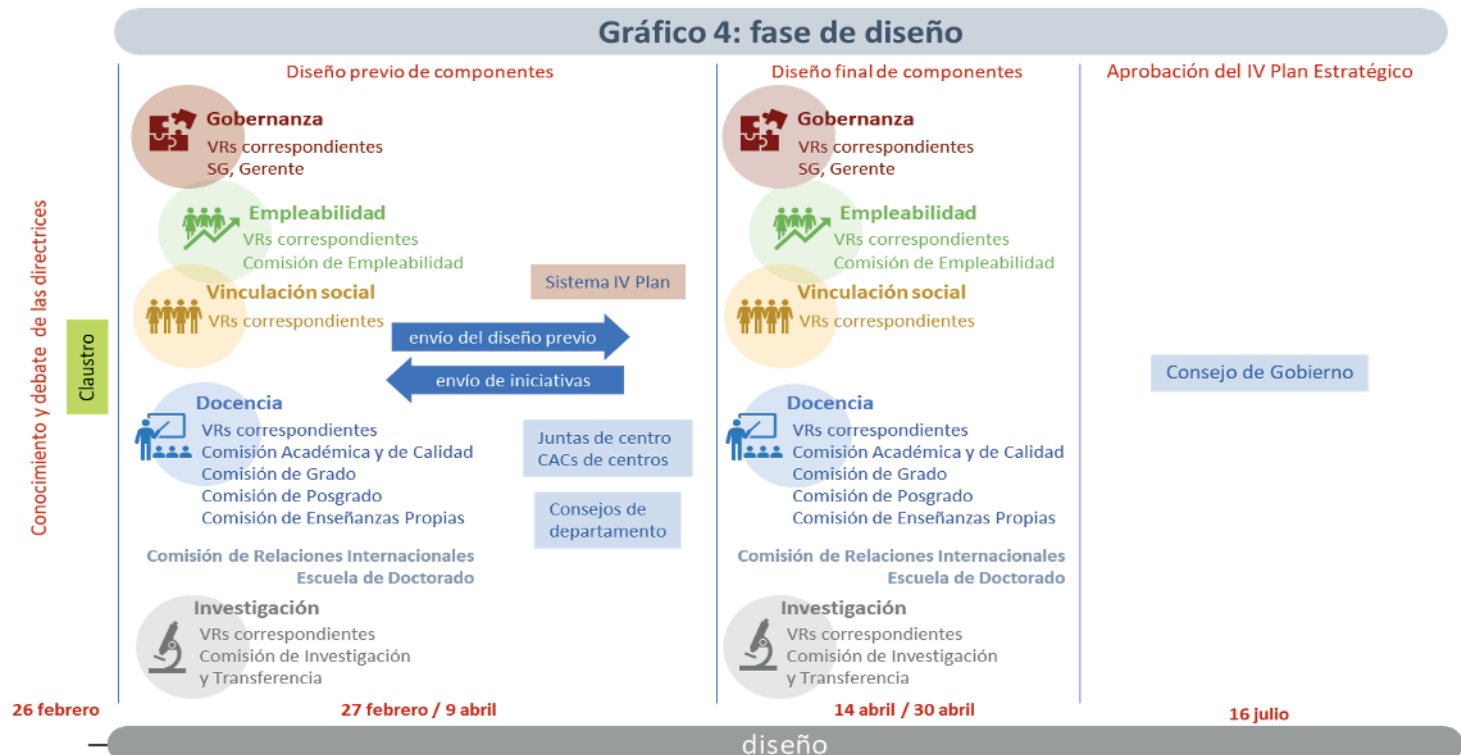 Gráfico 4: fase de diseño
Conocimiento y debate de las directrices
Claustro
26 febrero
Diseño previo de componentes
Gobernanza
VRs correspondientes
SG, Gerente
Empleabilidad
VRs correspondientes
Comisión de Empleabilidad
Vinculación social
VRs correspondientes
Sistema IV Plan
envío del diseño previo
envío de iniciativas
Docencia
VRs correspondientes
Comisión Académica y de Calidad
Comisión de Grado
Comisión de Posgrado
Comisión de Enseñanzas Propias
Juntas de centro
CACs de centros
Consejos de
departamento
Comisión de Relaciones Internacionales
Escuela de Doctorado
Investigación
VRs correspondientes
Comisión de Investigación
y Transferencia
27 febrero / 9 abril
Diseño final de componentes
Gobernanza
VRs correspondientes
SG, Gerente
Empleabilidad
VRs correspondientes
Comisión de Empleabilidad
Vinculación social
VRs correspondientes
Docencia
VRs correspondientes
Comisión Académica y de Calidad
Comisión de Grado
Comisión de Posgrado
Comisión de Enseñanzas Propias
Comisión de Relaciones Internacionales
Escuela de Doctorado
Investigación
VRs correspondientes
Comisión de Investigación
y Transferencia
14 abril / 30 abril
Aprobación del IV Plan Estratégico
Consejo de Gobierno
16 julio
diseño